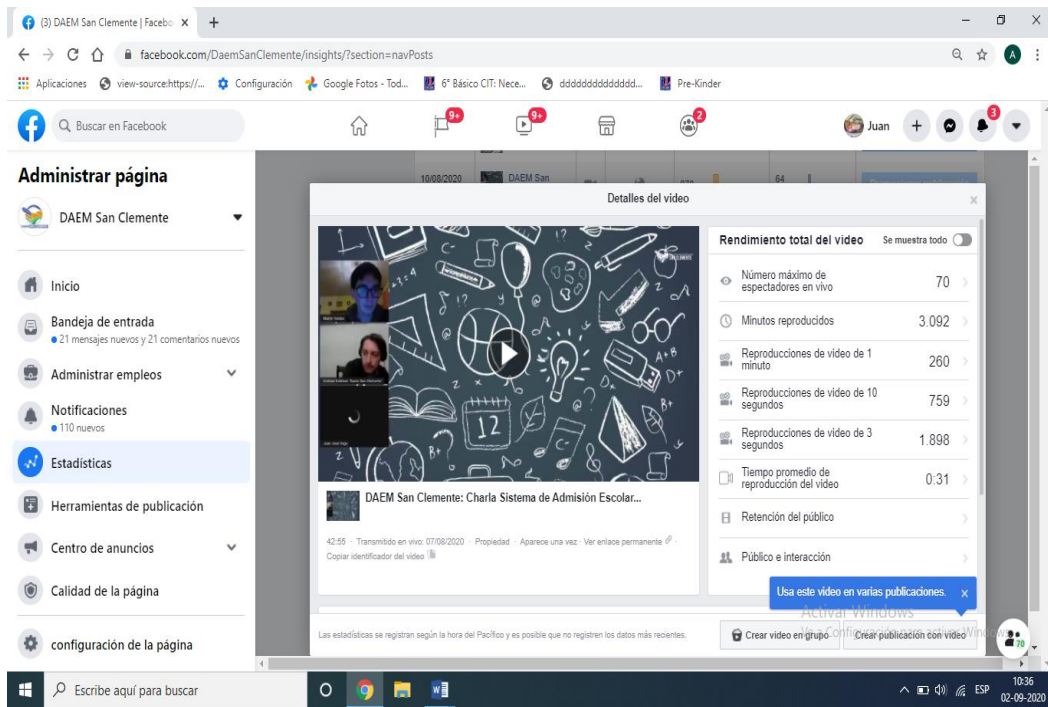 (3) DAEM San Clemente | Facebo
facebook.com/DaemSanClemente/insights/?section=navPosts
A
Aplicaciones
view-source:https://...
Configuración
Google Fotos - Tod...
6° Básico CIT: Nece...
dddddddddddddd...
Pre-Kinder
Buscar en Facebook
9+
9+
2
Juan
3
Administrar página
DAEM San Clemente
Inicio
Bandeja de entrada
21 mensajes nuevos y 21 comentarios nuevos
Administrar empleos
Notificaciones
110 nuevos
Estadísticas
Herramientas de publicación
Centro de anuncios
Calidad de la página
configuración de la página
10/08/2020
DAEM San
64
Detalles del video
12
DAEM San Clemente: Charla Sistema de Admisión Escolar...
42:55 · Transmitido en vivo: 07/08/2020 · Propiedad · Aparece una vez · Ver enlace permanente ·
Copiar identificador del video
Rendimiento total del video
Se muestra todo
Número máximo de
espectadores en vivo
70
Minutos reproducidos
3.092
Reproducciones de video de 1
minuto
260
Reproducciones de video de 10
segundos
759
Reproducciones de video de 3
segundos
1.898
Tiempo promedio de
reproducción del video
0:31
Retención del público
Público e interacción
Usa este video en varias publicaciones.
Activar Windows
Las estadísticas se registran según la hora del Pacífico y es posible que no registren los datos más recientes.
Crear video en grupo
Crear publicación con video
70
Escribe aquí para buscar
ESP
10:36
02-09-2020